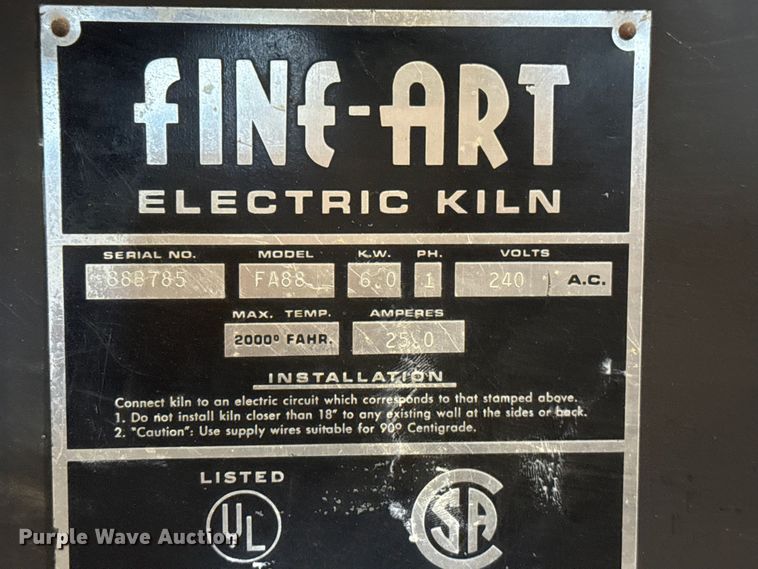 FINE-ART
ELECTRIC KILN
SERIAL NO. MODEL K.W. PH. VOLTS
88B785 FA88 6.0 1 240 A.C.
MAX. TEMP. AMPERES
2000° FAHR. 25.0
INSTALLATION
Connect kiln to an electric circuit which corresponds to that stamped above.
1. Do not install kiln closer than 18" to any existing wall at the sides or back.
2. "Caution": Use supply wires suitable for 90° Centigrade.
LISTED
UL CSA
Purple Wave Auction